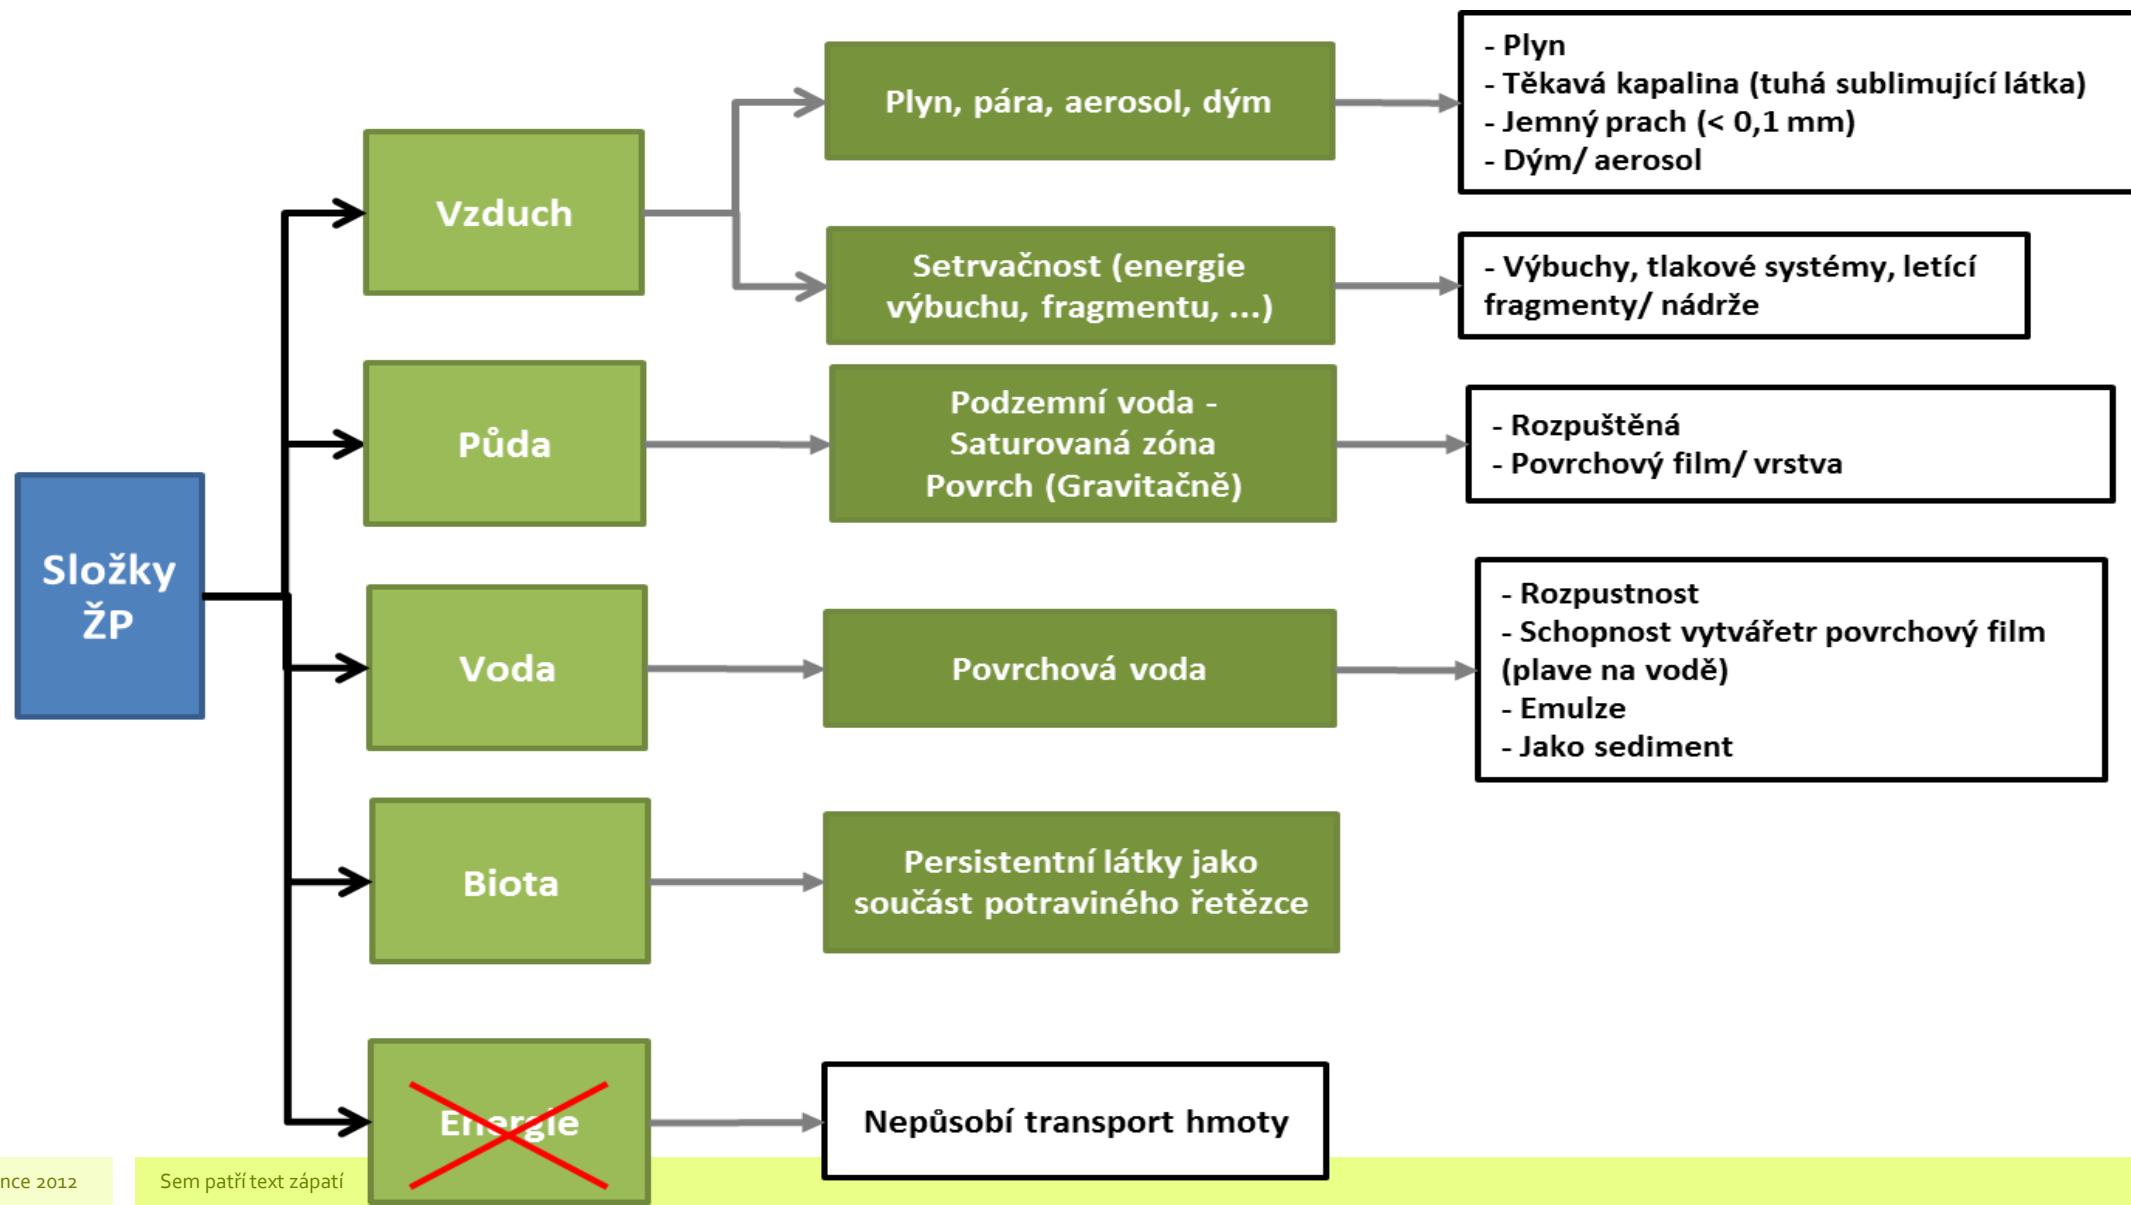 Složky
ŽP
Vzduch
Plyn, pára, aerosol, dým
- Plyn
- Těkavá kapalina (tuhá sublimující látka)
- Jemný prach (< 0,1 mm)
- Dým/ aerosol
Setrvačnost (energie
výbuchu, fragmentu, ...)
- Výbuchy, tlakové systémy, letící
fragmenty/ nádrže
Půda
Podzemní voda -
Saturovaná zóna
Povrch (Gravitačně)
- Rozpuštěná
- Povrchový film/ vrstva
Voda
Povrchová voda
- Rozpustnost
- Schopnost vytvářetr povrchový film
(plave na vodě)
- Emulze
- Jako sediment
Biota
Persistentní látky jako
součást potraviného řetězce
Energie
Nepůsobí transport hmoty
nce 2012
Sem patří text zápatí